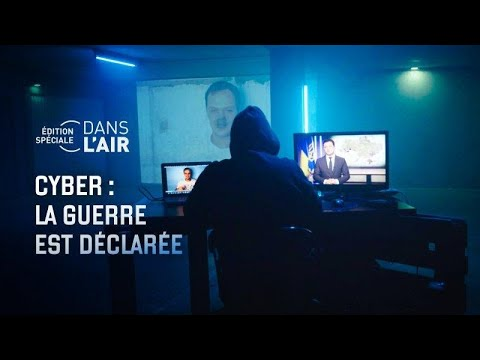 ÉDITION
SPÉCIALE
DANS
L'AIR
CYBER :
LA GUERRE
EST DÉCLARÉE